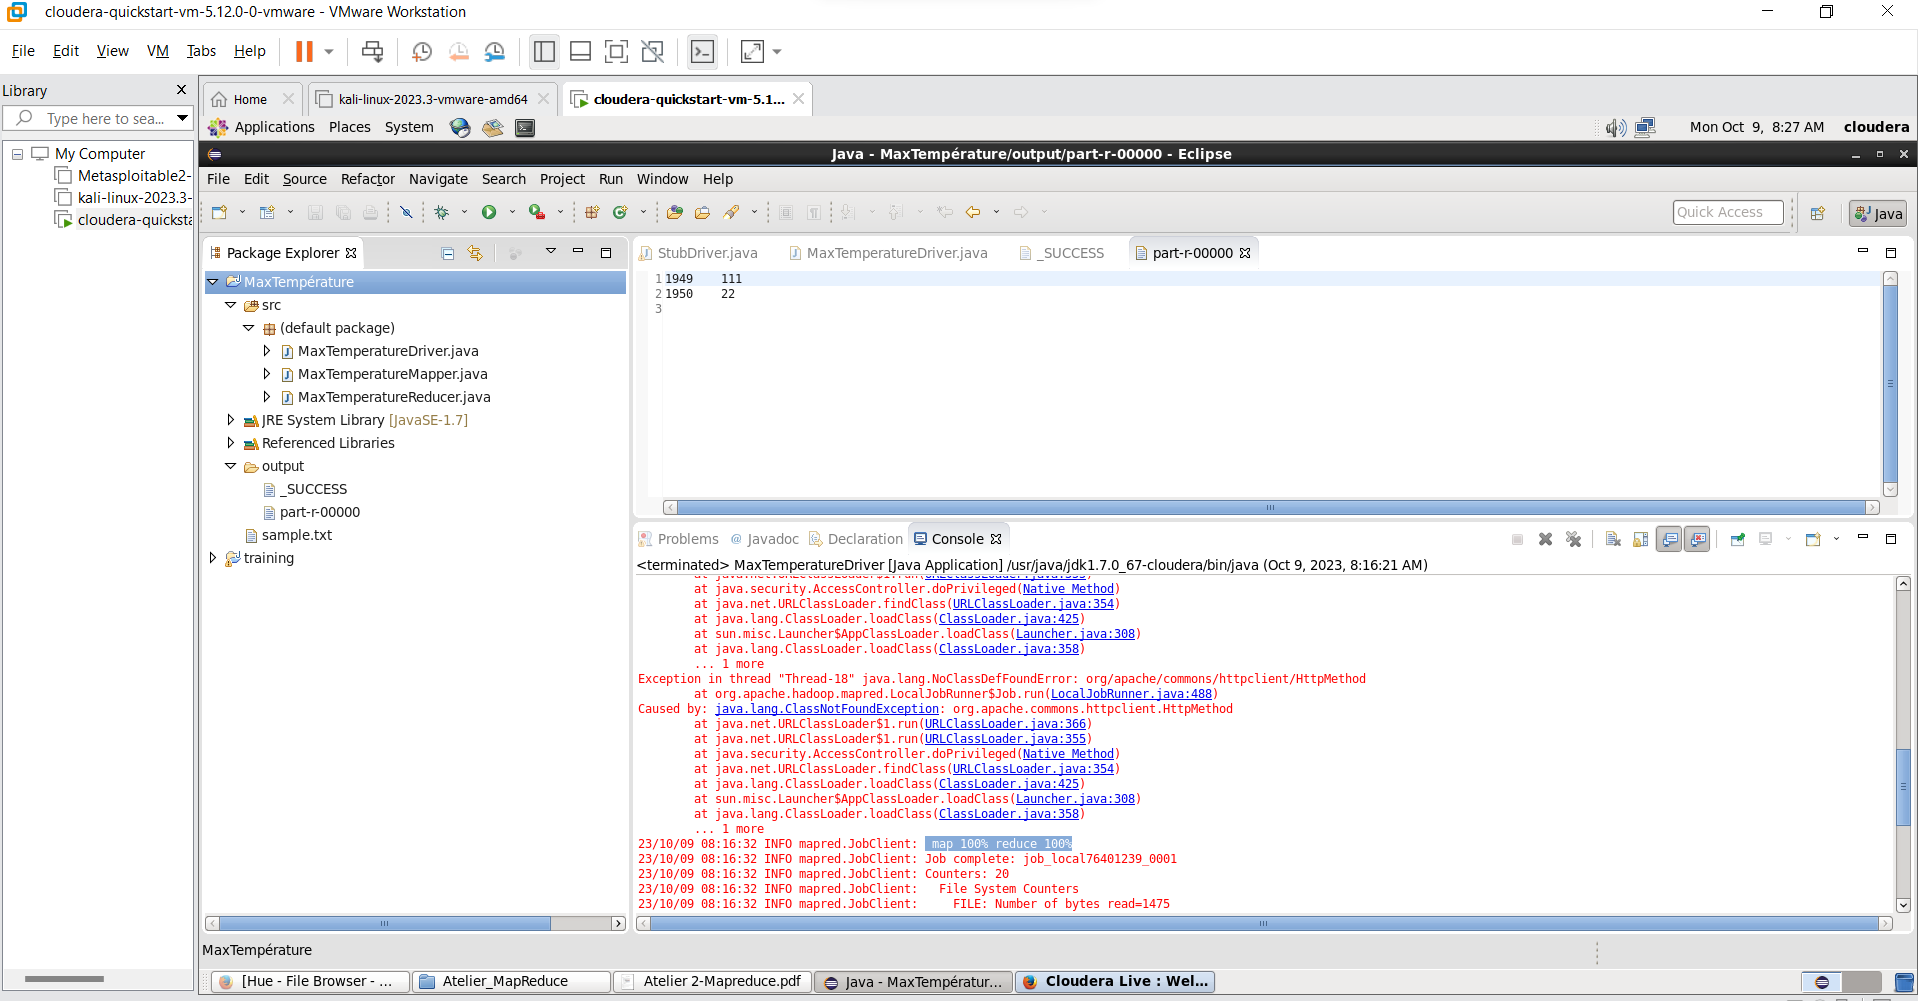 cloudera-quickstart-vm-5.12.0-0-vmware - VMware Workstation
File Edit View VM Tabs Help
Library
Type here to sea...
My Computer
Metasploitable2-
kali-linux-2023.3-
cloudera-quicksta
Home
kali-linux-2023.3-vmware-amd64
cloudera-quickstart-vm-5.1...
Applications Places System
Mon Oct 9, 8:27 AM cloudera
Java - MaxTempérature/output/part-r-00000 - Eclipse
File Edit Source Refactor Navigate Search Project Run Window Help
Quick Access
Java
Package Explorer
MaxTempérature
src
(default package)
MaxTemperatureDriver.java
MaxTemperatureMapper.java
MaxTemperatureReducer.java
JRE System Library [JavaSE-1.7]
Referenced Libraries
output
_SUCCESS
part-r-00000
sample.txt
training
StubDriver.java MaxTemperatureDriver.java _SUCCESS part-r-00000
1 1949 111
2 1950 22
3
Problems @ Javadoc Declaration Console
<terminated> MaxTemperatureDriver [Java Application] /usr/java/jdk1.7.0_67-cloudera/bin/java (Oct 9, 2023, 8:16:21 AM)
at java.net.URLClassLoader$1.run(URLClassLoader.java:355)
at java.security.AccessController.doPrivileged(Native Method)
at java.net.URLClassLoader.findClass(URLClassLoader.java:354)
at java.lang.ClassLoader.loadClass(ClassLoader.java:425)
at sun.misc.Launcher$AppClassLoader.loadClass(Launcher.java:308)
at java.lang.ClassLoader.loadClass(ClassLoader.java:358)
... 1 more
Exception in thread "Thread-18" java.lang.NoClassDefFoundError: org/apache/commons/httpclient/HttpMethod
at org.apache.hadoop.mapred.LocalJobRunner$Job.run(LocalJobRunner.java:488)
Caused by: java.lang.ClassNotFoundException: org.apache.commons.httpclient.HttpMethod
at java.net.URLClassLoader$1.run(URLClassLoader.java:366)
at java.net.URLClassLoader$1.run(URLClassLoader.java:355)
at java.security.AccessController.doPrivileged(Native Method)
at java.net.URLClassLoader.findClass(URLClassLoader.java:354)
at java.lang.ClassLoader.loadClass(ClassLoader.java:425)
at sun.misc.Launcher$AppClassLoader.loadClass(Launcher.java:308)
at java.lang.ClassLoader.loadClass(ClassLoader.java:358)
... 1 more
23/10/09 08:16:32 INFO mapred.JobClient: map 100% reduce 100%
23/10/09 08:16:32 INFO mapred.JobClient: Job complete: job_local76401239_0001
23/10/09 08:16:32 INFO mapred.JobClient: Counters: 20
23/10/09 08:16:32 INFO mapred.JobClient: File System Counters
23/10/09 08:16:32 INFO mapred.JobClient: FILE: Number of bytes read=1475
MaxTempérature
[Hue - File Browser - ... Atelier_MapReduce Atelier 2-Mapreduce.pdf Java - MaxTempératur... Cloudera Live : Wel...